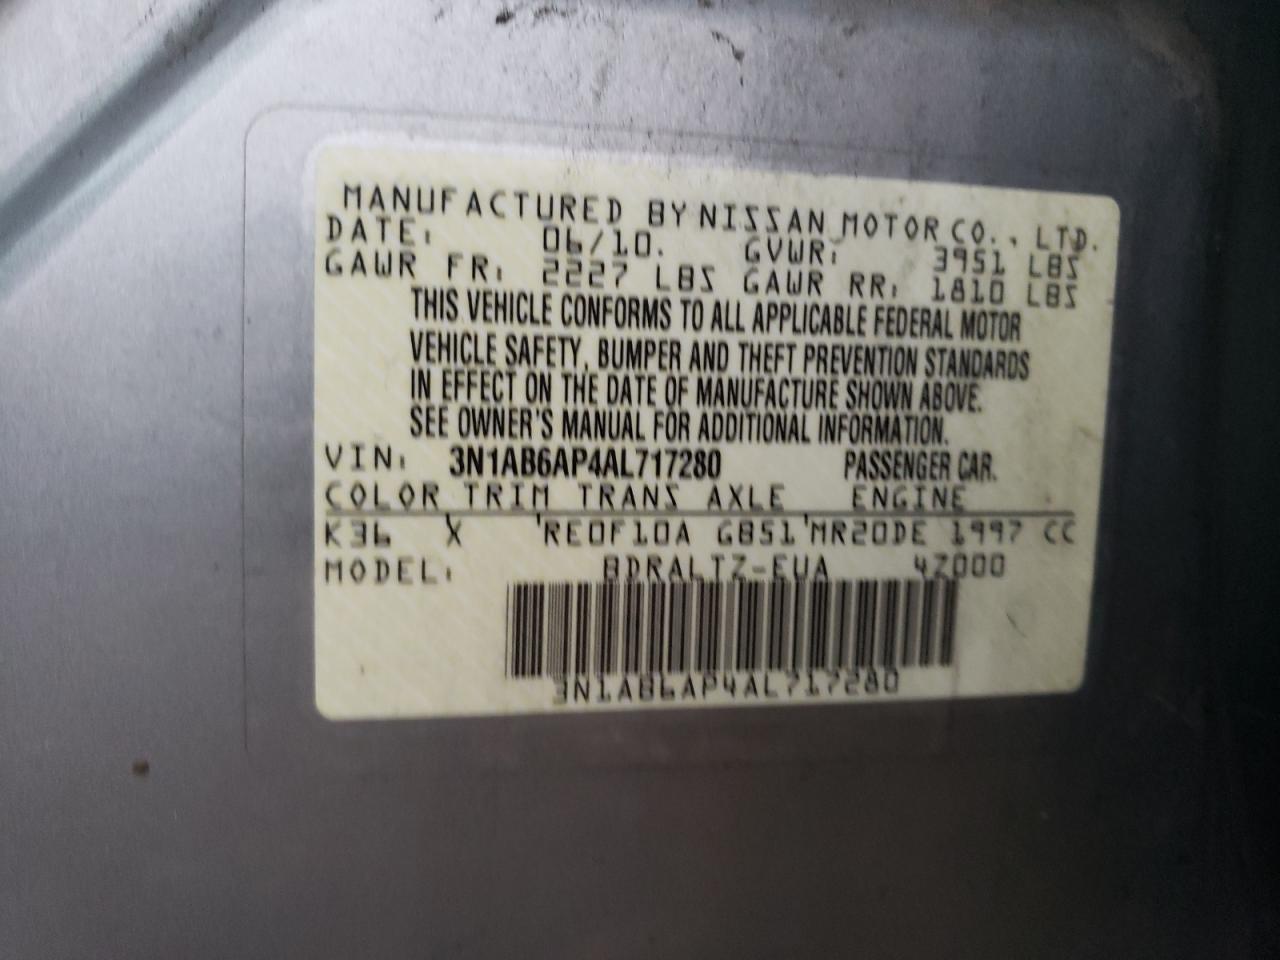 MANUFACTURED BY NISSAN MOTOR CO., LTD.
DATE: 06/10. GVWR: 3951 LBS
GAWR FR: 2227 LBS GAWR RR: 1810 LBS
THIS VEHICLE CONFORMS TO ALL APPLICABLE FEDERAL MOTOR
VEHICLE SAFETY, BUMPER AND THEFT PREVENTION STANDARDS
IN EFFECT ON THE DATE OF MANUFACTURE SHOWN ABOVE.
SEE OWNER'S MANUAL FOR ADDITIONAL INFORMATION.
VIN: 3N1AB6AP4AL717280 PASSENGER CAR.
COLOR TRIM TRANS AXLE ENGINE
K36 'X 'RE0F10A GB51'MR20DE 1997 CC
MODEL: BDRALTZ-EUA 4Z000
3N1AB6AP4AL717280